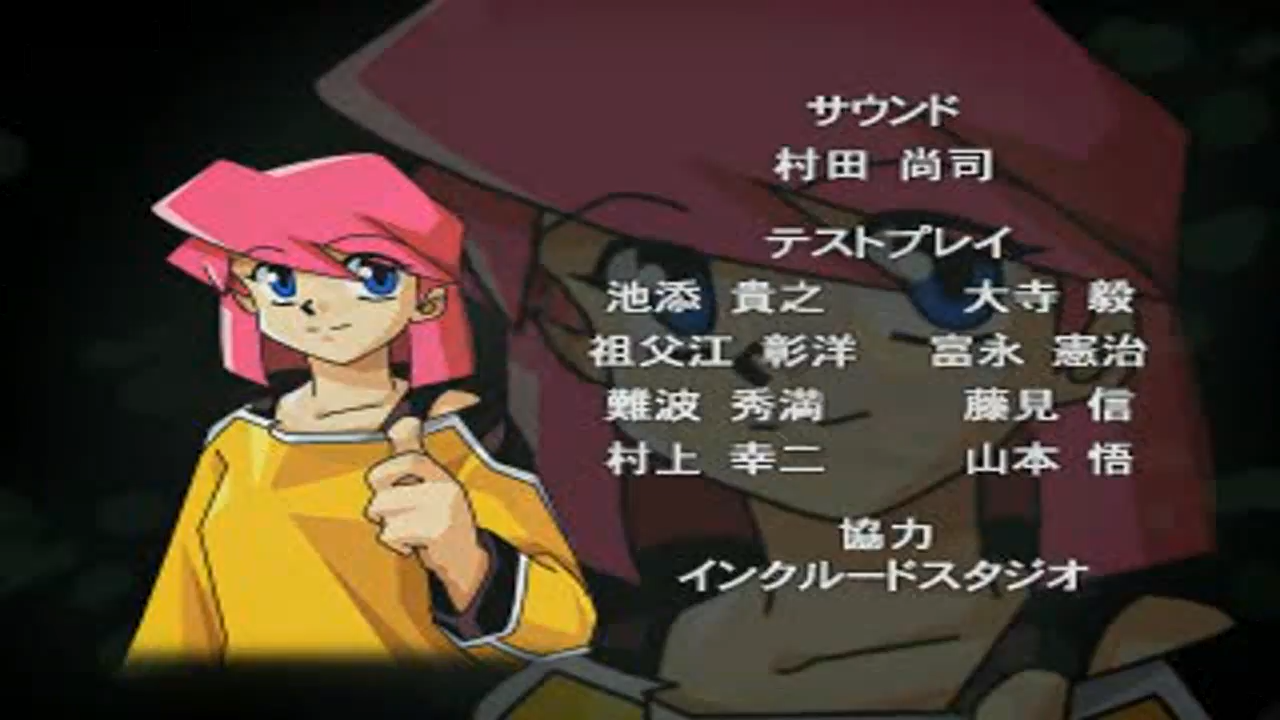 サウンド
村田 尚司
テストプレイ
池添 貴之 大寺 毅
祖父江 彰洋 富永 憲治
難波 秀満 藤見 信
村上 幸二 山本 悟
協力
インクルードスタジオ